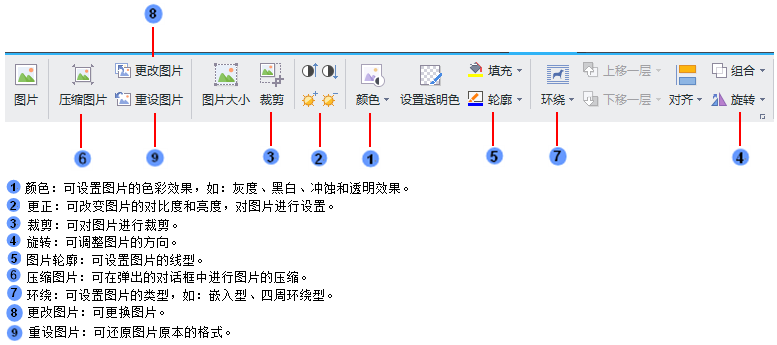 8
更改图片 填充 上移一层 组合
图片 压缩图片 重设图片 图片大小 裁剪 颜色 设置透明色 轮廓 环绕 下移一层 对齐 旋转
6 9 3 2 1 5 7 4
1 颜色：可设置图片的色彩效果，如：灰度、黑白、冲蚀和透明效果。
2 更正：可改变图片的对比度和亮度，对图片进行设置。
3 裁剪：可对图片进行裁剪。
4 旋转：可调整图片的方向。
5 图片轮廓：可设置图片的线型。
6 压缩图片：可在弹出的对话框中进行图片的压缩。
7 环绕：可设置图片的类型，如：嵌入型、四周环绕型。
8 更改图片：可更换图片。
9 重设图片：可还原图片原本的格式。